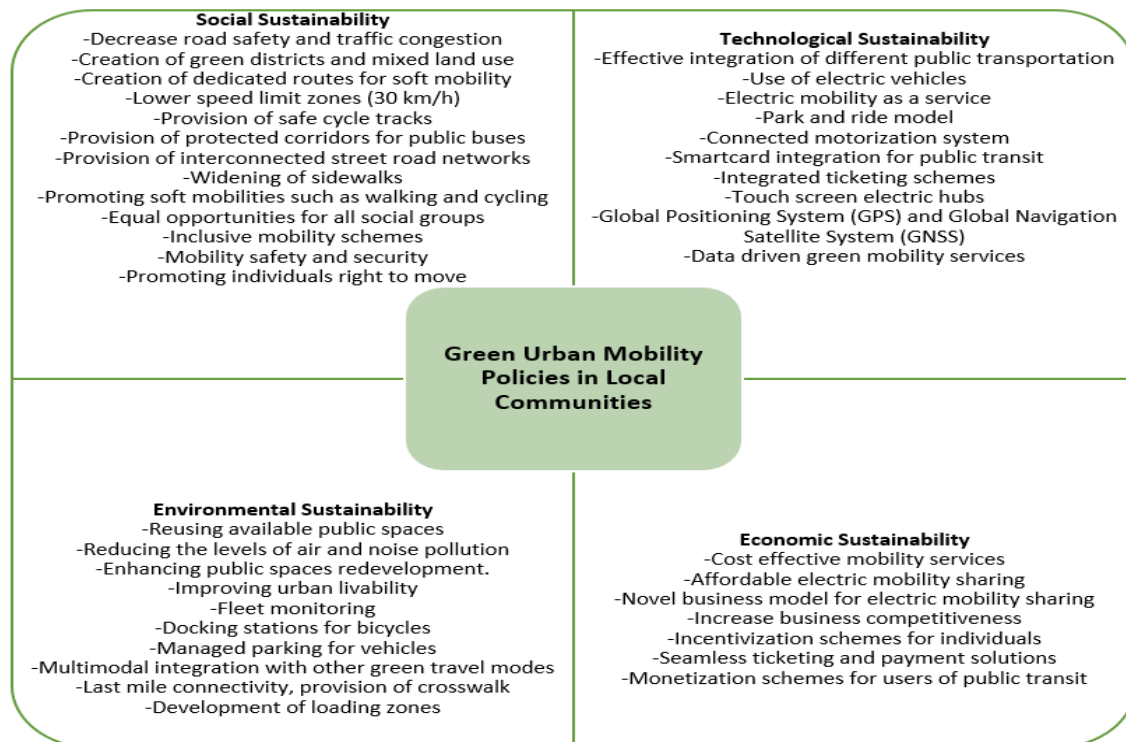 Social Sustainability
-Decrease road safety and traffic congestion
-Creation of green districts and mixed land use
-Creation of dedicated routes for soft mobility
-Lower speed limit zones (30 km/h)
-Provision of safe cycle tracks
-Provision of protected corridors for public buses
-Provision of interconnected street road networks
-Widening of sidewalks
-Promoting soft mobilities such as walking and cycling
-Equal opportunities for all social groups
-Inclusive mobility schemes
-Mobility safety and security
-Promoting individuals right to move
Technological Sustainability
-Effective integration of different public transportation
-Use of electric vehicles
-Electric mobility as a service
-Park and ride model
-Connected motorization system
-Smartcard integration for public transit
-Integrated ticketing schemes
-Touch screen electric hubs
-Global Positioning System (GPS) and Global Navigation
Satellite System (GNSS)
-Data driven green mobility services
Green Urban Mobility
Policies in Local
Communities
Environmental Sustainability
-Reusing available public spaces
-Reducing the levels of air and noise pollution
-Enhancing public spaces redevelopment.
-Improving urban livability
-Fleet monitoring
-Docking stations for bicycles
-Managed parking for vehicles
-Multimodal integration with other green travel modes
-Last mile connectivity, provision of crosswalk
-Development of loading zones
Economic Sustainability
-Cost effective mobility services
-Affordable electric mobility sharing
-Novel business model for electric mobility sharing
-Increase business competitiveness
-Incentivization schemes for individuals
-Seamless ticketing and payment solutions
-Monetization schemes for users of public transit